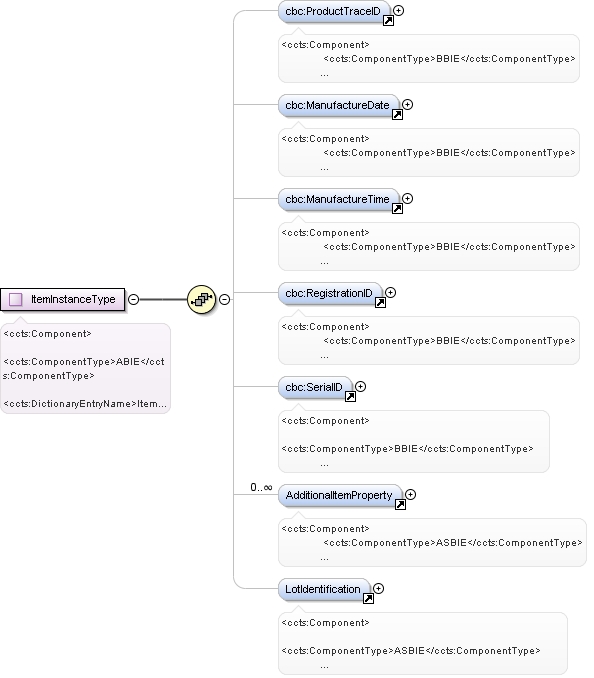 cbc:ProductTraceID
<ccts:Component>
<ccts:ComponentType>BBIE</ccts:ComponentType>
...
cbc:ManufactureDate
<ccts:Component>
<ccts:ComponentType>BBIE</ccts:ComponentType>
...
cbc:ManufactureTime
<ccts:Component>
<ccts:ComponentType>BBIE</ccts:ComponentType>
...
ItemInstanceType
<ccts:Component>
<ccts:ComponentType>ABIE</cct
s:ComponentType>
<ccts:DictionaryEntryName>Item...
cbc:RegistrationID
<ccts:Component>
<ccts:ComponentType>BBIE</ccts:ComponentType>
...
cbc:SerialID
<ccts:Component>
<ccts:ComponentType>BBIE</ccts:ComponentType>
...
0..∞
AdditionalItemProperty
<ccts:Component>
<ccts:ComponentType>ASBIE</ccts:ComponentType>
...
LotIdentification
<ccts:Component>
<ccts:ComponentType>ASBIE</ccts:ComponentType>
...